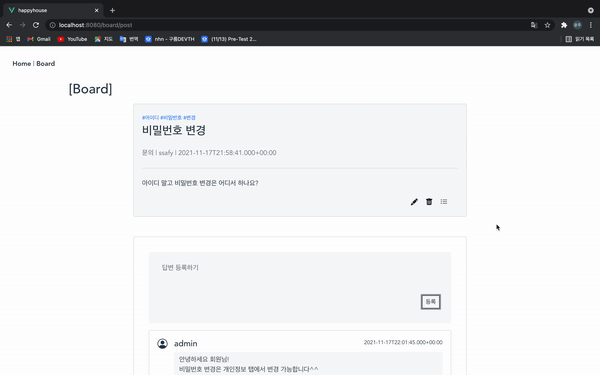 happyhouse
localhost:8080/board/post
앱 Gmail YouTube 지도 번역 nhn - 구름DEVTH (11/13) Pre-Test 2... 읽기 목록
Home | Board
[Board]
#아이디 #비밀번호 #변경
비밀번호 변경
문의 | ssafy | 2021-11-17T21:58:41.000+00:00
아이디 말고 비밀번호 변경은 어디서 하나요?
답변 등록하기
등록
admin 2021-11-17T22:01:45.000+00:00
안녕하세요 회원님!
비밀번호 변경은 개인정보 탭에서 변경 가능합니다^^